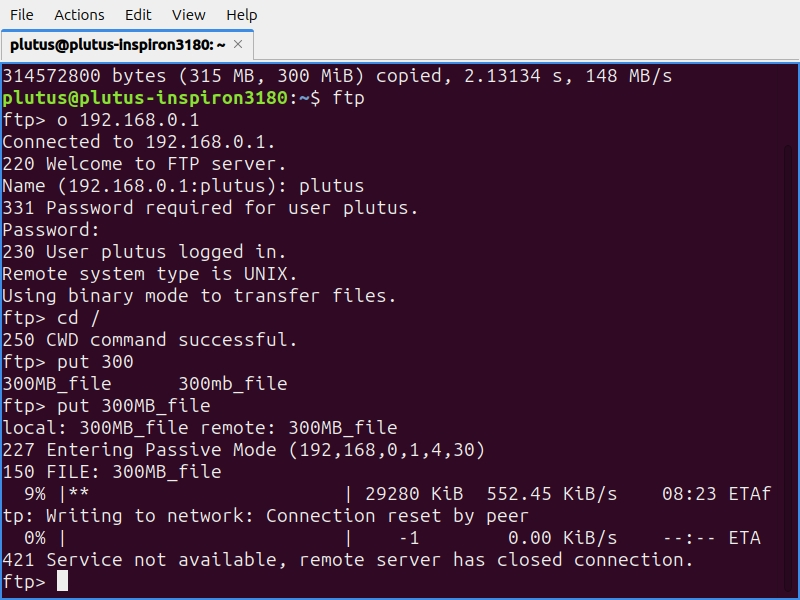 File Actions Edit View Help
plutus@plutus-inspiron3180: ~ ×
314572800 bytes (315 MB, 300 MiB) copied, 2.13134 s, 148 MB/s
plutus@plutus-inspiron3180:~$ ftp
ftp> o 192.168.0.1
Connected to 192.168.0.1.
220 Welcome to FTP server.
Name (192.168.0.1:plutus): plutus
331 Password required for user plutus.
Password:
230 User plutus logged in.
Remote system type is UNIX.
Using binary mode to transfer files.
ftp> cd /
250 CWD command successful.
ftp> put 300
300MB_file 300mb_file
ftp> put 300MB_file
local: 300MB_file remote: 300MB_file
227 Entering Passive Mode (192,168,0,1,4,30)
150 FILE: 300MB_file
9% |** | 29280 KiB 552.45 KiB/s 08:23 ETAf
tp: Writing to network: Connection reset by peer
0% | | -1 0.00 KiB/s --:-- ETA
421 Service not available, remote server has closed connection.
ftp>